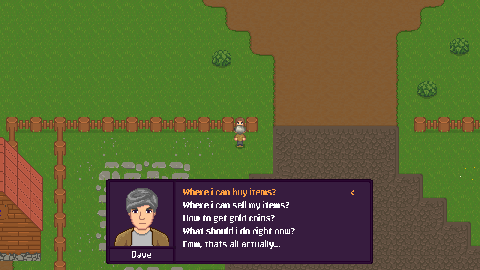 Where i can buy items?
Where i can sell my items?
How to get gold coins?
What should i do right now?
Emm, thats all actually...
Dave